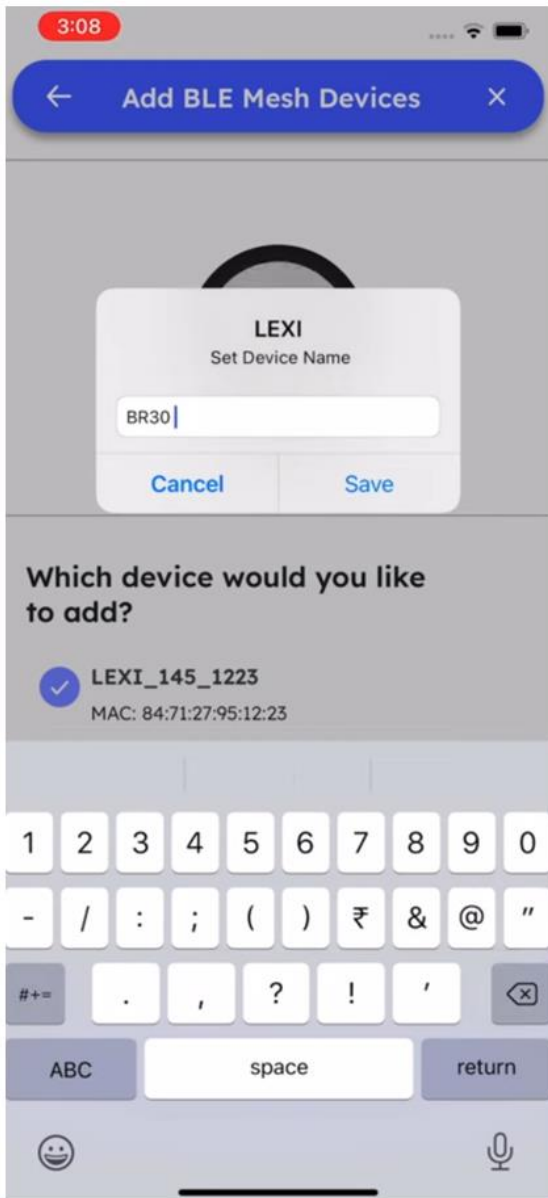 3:08
Add BLE Mesh Devices
LEXI
Set Device Name
BR30
Cancel Save
Which device would you like
to add?
LEXI_145_1223
MAC: 84:71:27:95:12:23
1 2 3 4 5 6 7 8 9 0
- / : ; ( ) ₹ & @ "
#+= . , ? ! '
ABC space return